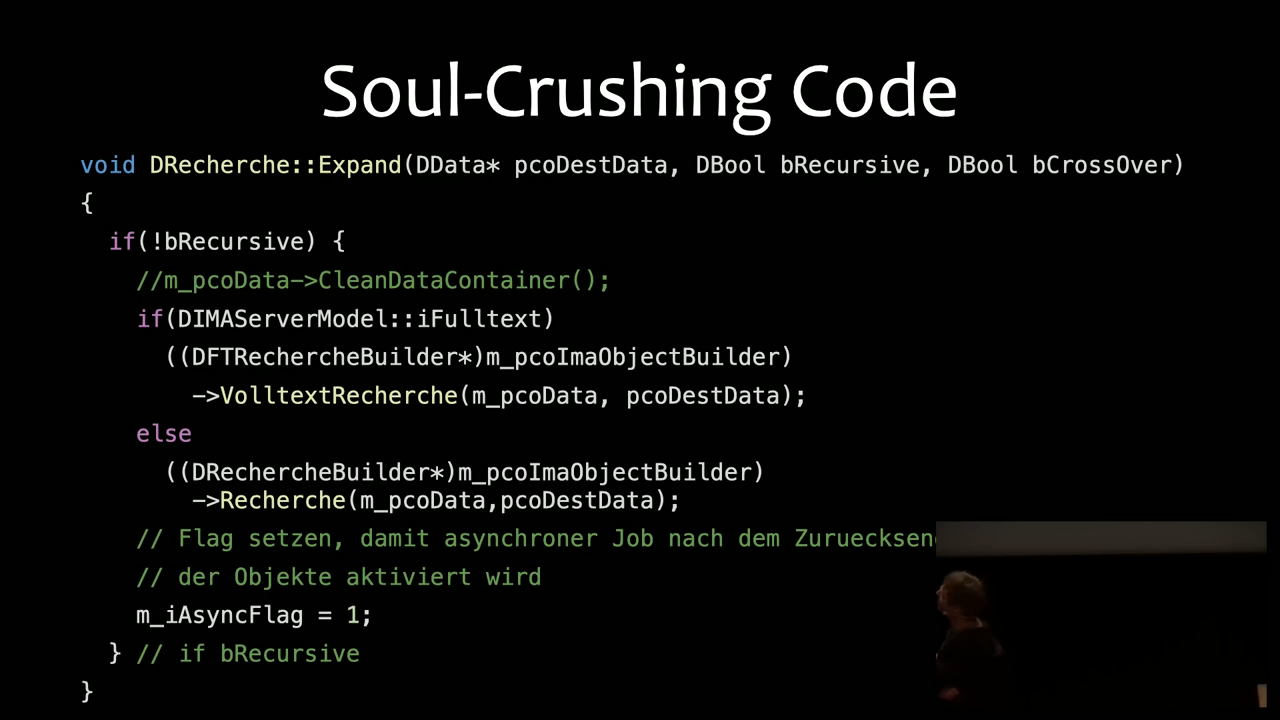 Soul-Crushing Code
void DRecherche::Expand(DData* pcoDestData, DBool bRecursive, DBool bCrossOver)
{
if(!bRecursive) {
//m_pcoData->CleanDataContainer();
if(DIMAServerModel::iFulltext)
((DFTRechercheBuilder*)m_pcoImaObjectBuilder)
->VolltextRecherche(m_pcoData, pcoDestData);
else
((DRechercheBuilder*)m_pcoImaObjectBuilder)
->Recherche(m_pcoData,pcoDestData);
// Flag setzen, damit asynchroner Job nach dem
// der Objekte aktiviert wird
m_iAsyncFlag = 1;
} // if bRecursive
}